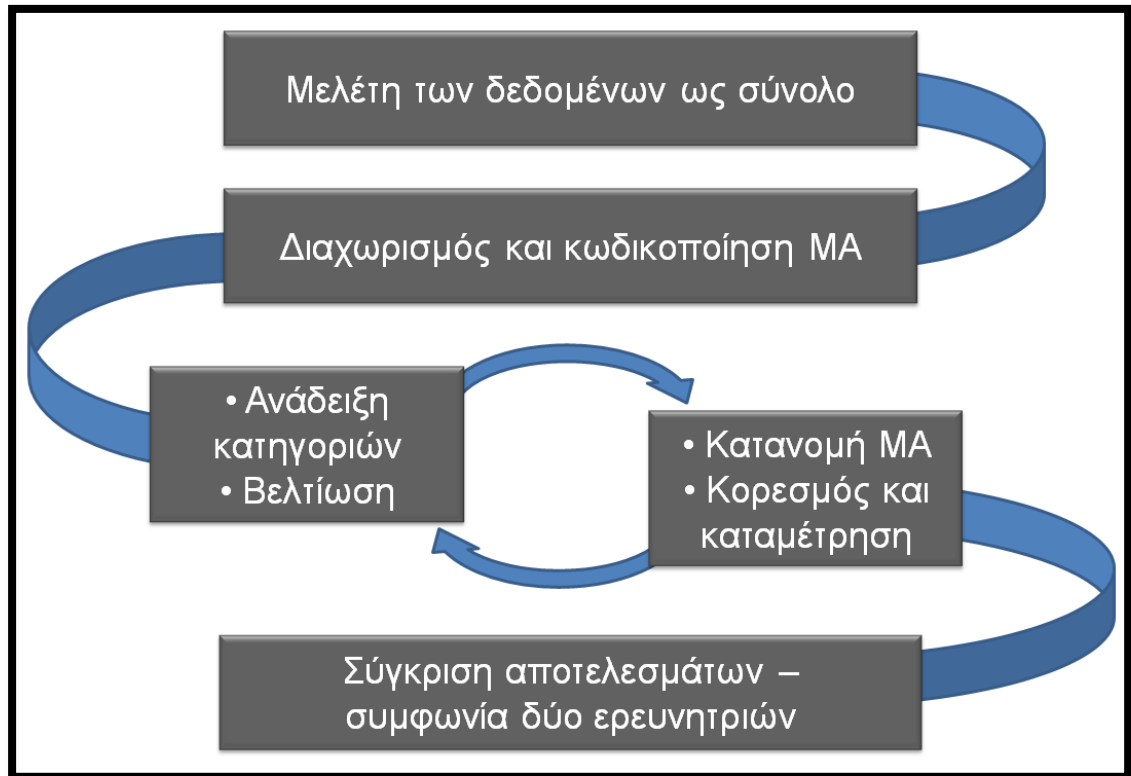 Μελέτη των δεδομένων ως σύνολο
Διαχωρισμός και κωδικοποίηση ΜΑ
• Ανάδειξη
κατηγοριών
• Βελτίωση
• Κατανομή ΜΑ
• Κορεσμός και
καταμέτρηση
Σύγκριση αποτελεσμάτων –
συμφωνία δύο ερευνητριών